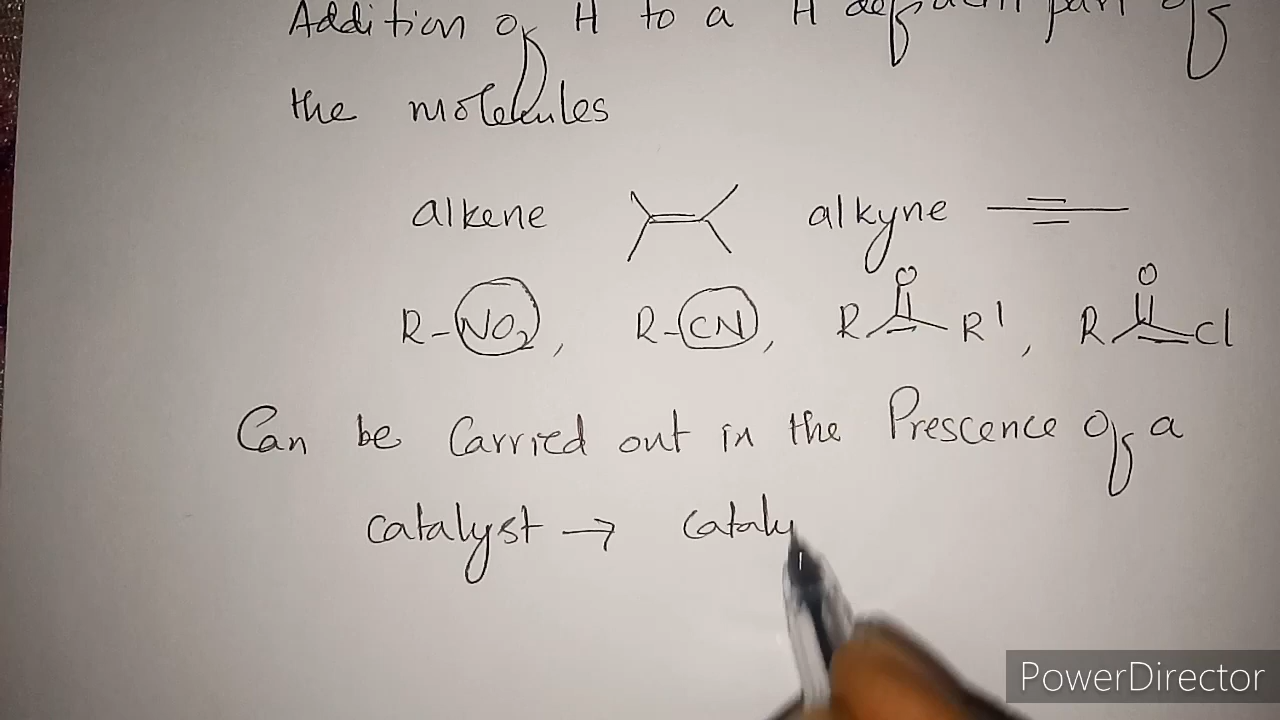 Addition of H to a H deficient part of
the molecules
alkene alkyne
R-NO2, R-CN, R O R', R O Cl
Can be Carried out in the Prescence of a
catalyst → cataly
PowerDirector